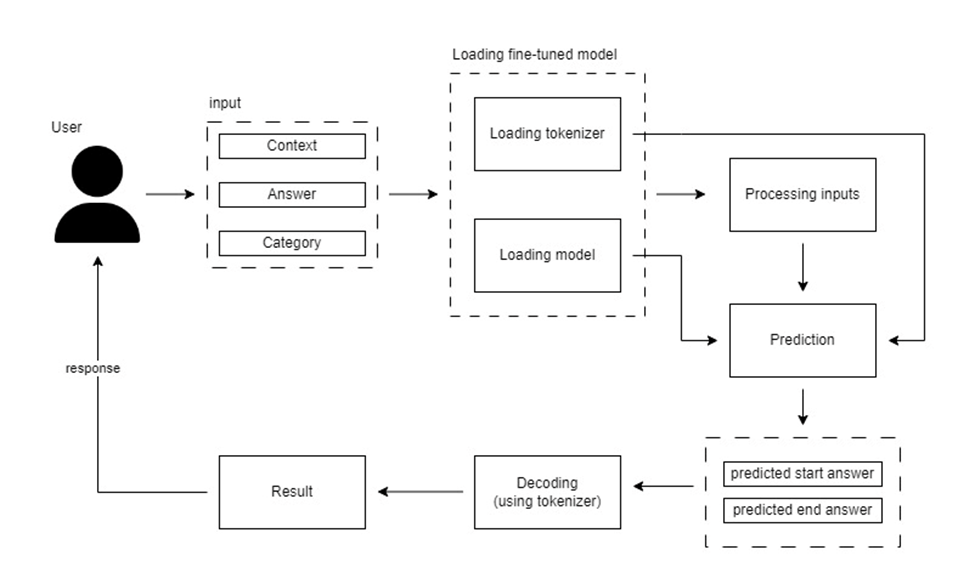 Loading fine-tuned model
input
User
Context
Answer
Category
Loading tokenizer
Loading model
Processing inputs
Prediction
predicted start answer
predicted end answer
Decoding
(using tokenizer)
Result
response